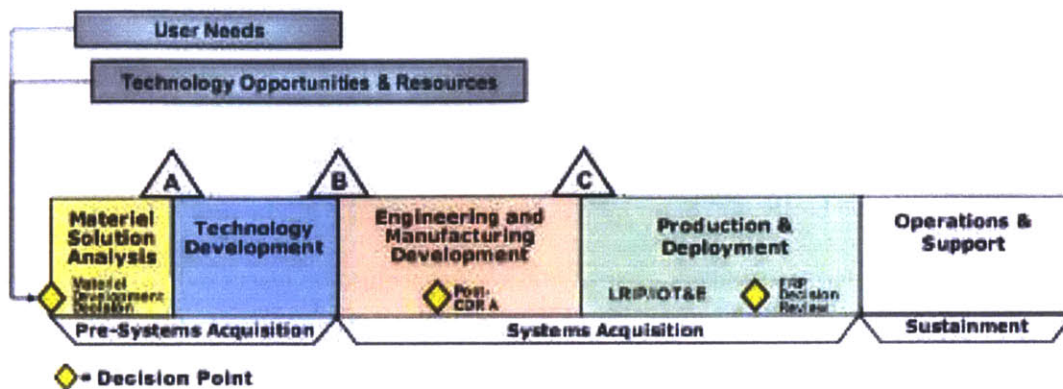 User Needs
Technology Opportunities & Resources
A
B
C
Materiel
Solution
Analysis
Materiel
Development
Decision
Technology
Development
Engineering and
Manufacturing
Development
Post-
CDR A
Production &
Deployment
LRIP/IOT&E
FRP
Decision
Review
Operations &
Support
Pre-Systems Acquisition
Systems Acquisition
Sustainment
= Decision Point